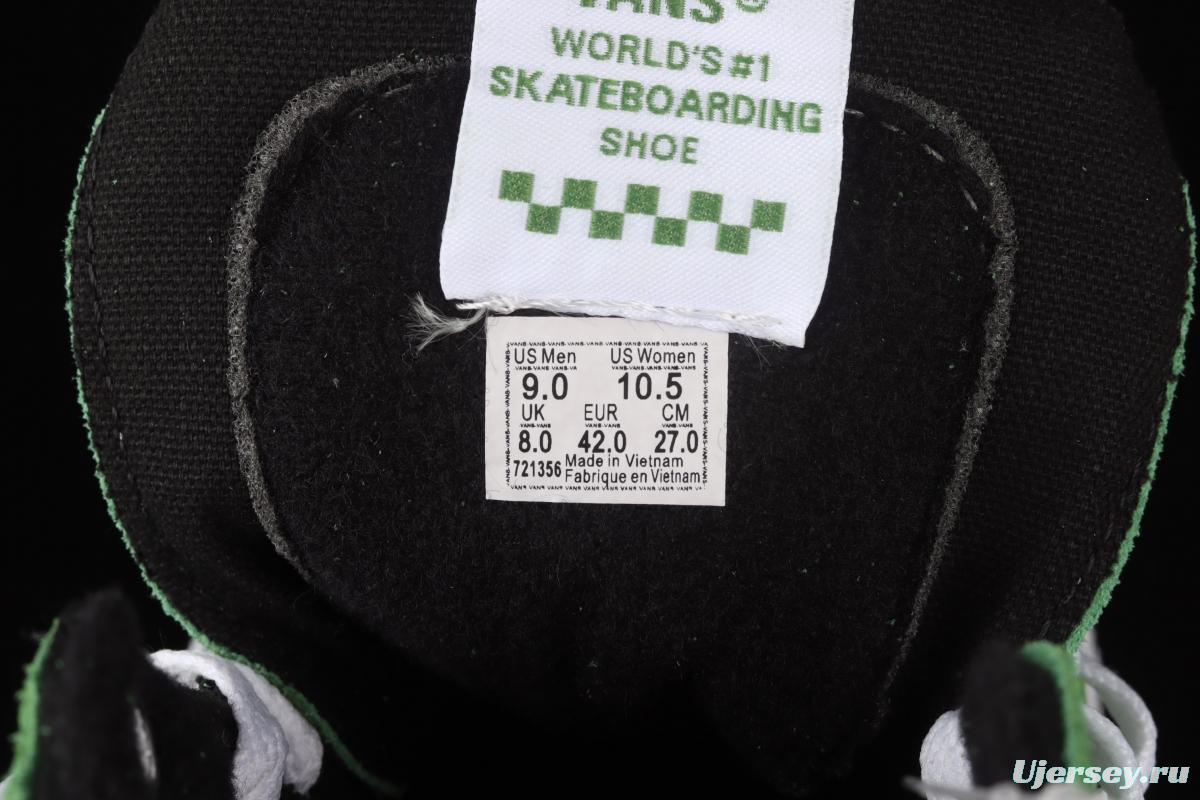 VANS®
WORLD'S #1
SKATEBOARDING
SHOE
US Men US Women
9.0 10.5
UK EUR CM
8.0 42.0 27.0
721356 Made in Vietnam
Fabrique en Vietnam
Ujersey.ru